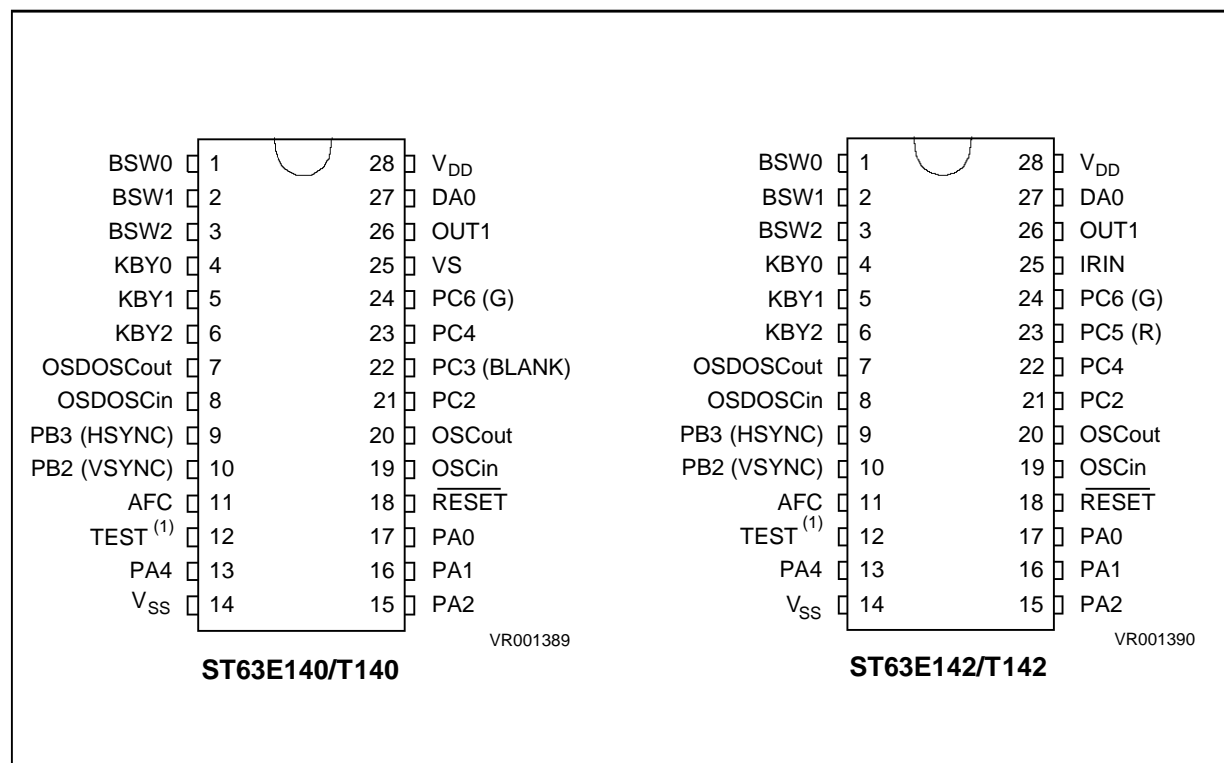 BSW0 1 28 VDD
BSW1 2 27 DA0
BSW2 3 26 OUT1
KBY0 4 25 VS
KBY1 5 24 PC6 (G)
KBY2 6 23 PC4
OSDOSCout 7 22 PC3 (BLANK)
OSDOSCin 8 21 PC2
PB3 (HSYNC) 9 20 OSCout
PB2 (VSYNC) 10 19 OSCin
AFC 11 18 RESET
TEST (1) 12 17 PA0
PA4 13 16 PA1
VSS 14 15 PA2
VR001389
ST63E140/T140
BSW0 1 28 VDD
BSW1 2 27 DA0
BSW2 3 26 OUT1
KBY0 4 25 IRIN
KBY1 5 24 PC6 (G)
KBY2 6 23 PC5 (R)
OSDOSCout 7 22 PC4
OSDOSCin 8 21 PC2
PB3 (HSYNC) 9 20 OSCout
PB2 (VSYNC) 10 19 OSCin
AFC 11 18 RESET
TEST (1) 12 17 PA0
PA4 13 16 PA1
VSS 14 15 PA2
VR001390
ST63E142/T142